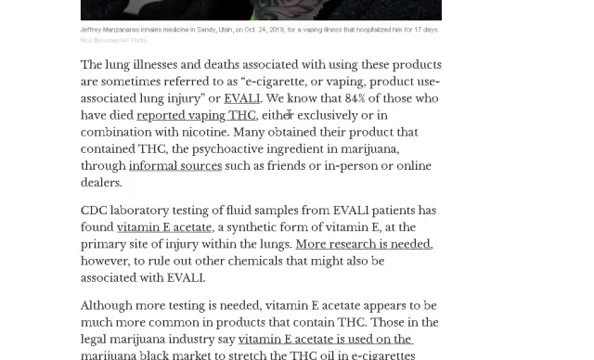 Jeffrey Manzanares inhales medicine in Sandy, Utah, on Oct. 24, 2019, for a vaping illness that hospitalized him for 17 days.
Rick Bowmer/AP Photo
The lung illnesses and deaths associated with using these products
are sometimes referred to as “e-cigarette, or vaping, product use-
associated lung injury” or EVALI. We know that 84% of those who
have died reported vaping THC, either exclusively or in
combination with nicotine. Many obtained their product that
contained THC, the psychoactive ingredient in marijuana,
through informal sources such as friends or in-person or online
dealers.
CDC laboratory testing of fluid samples from EVALI patients has
found vitamin E acetate, a synthetic form of vitamin E, at the
primary site of injury within the lungs. More research is needed,
however, to rule out other chemicals that might also be
associated with EVALI.
Although more testing is needed, vitamin E acetate appears to be
much more common in products that contain THC. Those in the
legal marijuana industry say vitamin E acetate is used on the
marijuana black market to stretch the THC oil in e-cigarettes